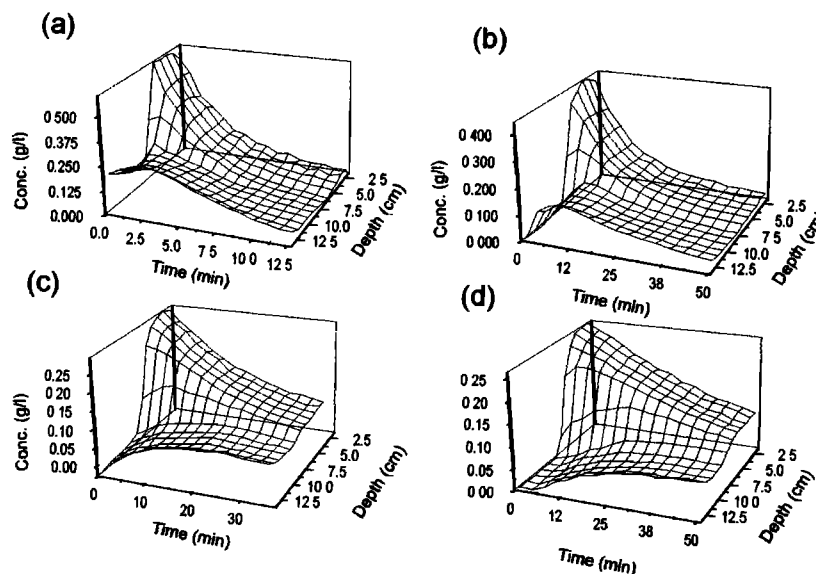 (a)
Conc. (g/l)
0.500
0.375
0.250
0.125
0.000
0.0 2.5 5.0 7 5 10 0 12 5
Time (min)
2 5
5.0
7.5
10.0
12 5
Depth (cm)
(b)
Conc. (g/l)
0 400
0.300
0.200
0.100
0 000
0 12 25 38 50
Time (min)
2 5
5.0
7 5
10.0
12.5
Depth (cm)
(c)
Conc. (g/l)
0.25
0.20
0.15
0.10
0.05
0.00
0 10 20 30
Time (min)
2.5
5.0
7.5
10.0
12 5
Depth (cm)
(d)
Conc. (g/l)
0.25
0.20
0.15
0.10
0.05
0 00
0 12 25 38 50
Time (min)
2 5
5.0
7.5
10.0
12.5
Depth (cm)